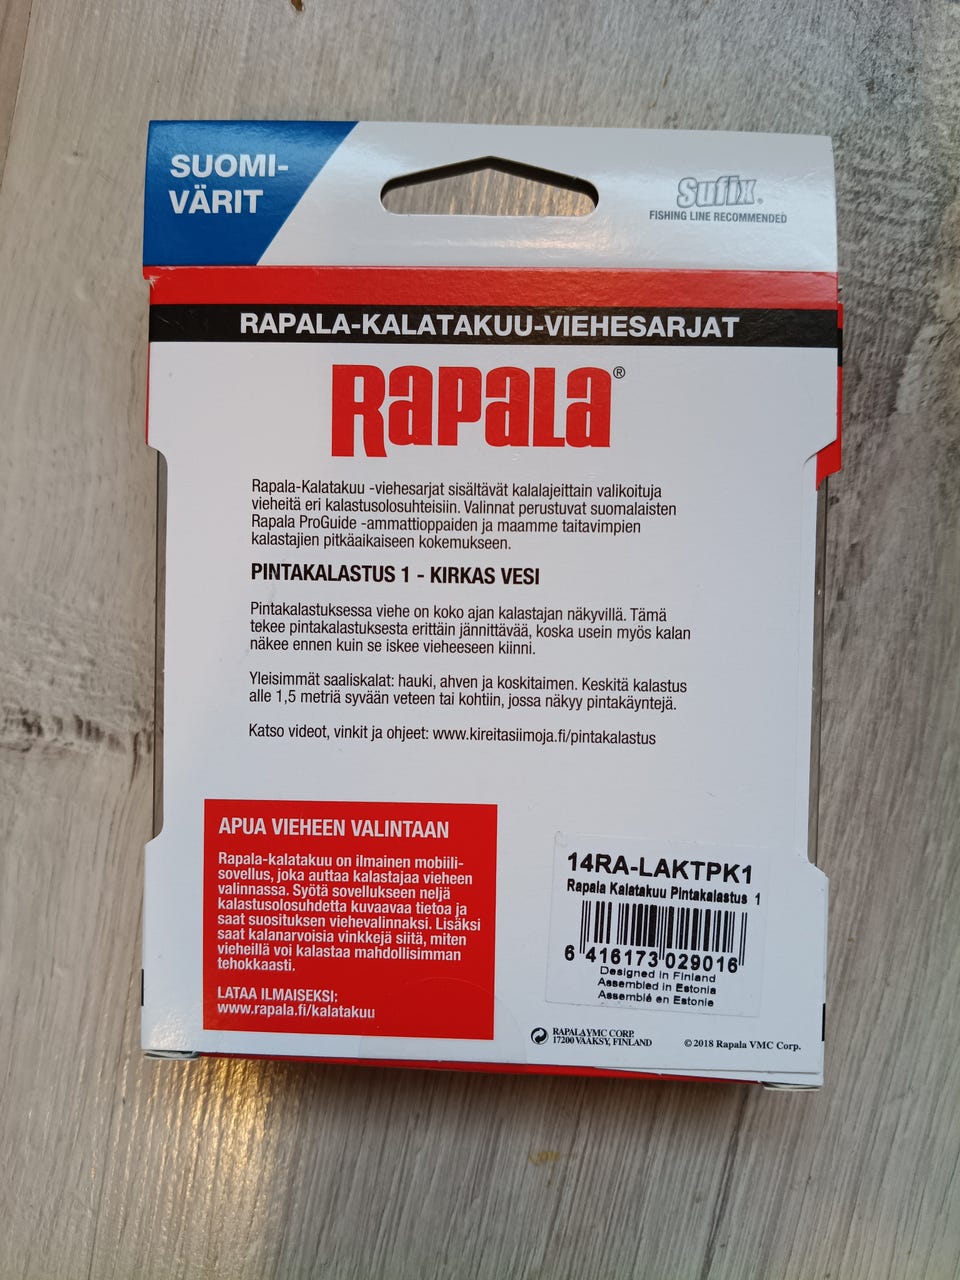 SUOMI-
VÄRIT
Sufix®
FISHING LINE RECOMMENDED
RAPALA-KALATAKUU-VIEHESARJAT
RAPALA®
Rapala-Kalatakuu -viehesarjat sisältävät kalalajeittain valikoituja
vieheitä eri kalastusolosuhteisiin. Valinnat perustuvat suomalaisten
Rapala ProGuide -ammattioppaiden ja maamme taitavimpien
kalastajien pitkäaikaiseen kokemukseen.
PINTAKALASTUS 1 - KIRKAS VESI
Pintakalastuksessa viehe on koko ajan kalastajan näkyvillä. Tämä
tekee pintakalastuksesta erittäin jännittävää, koska usein myös kalan
näkee ennen kuin se iskee vieheeseen kiinni.
Yleisimmät saaliskalat: hauki, ahven ja koskitaimen. Keskitä kalastus
alle 1,5 metriä syvään veteen tai kohtiin, jossa näkyy pintakäyntejä.
Katso videot, vinkit ja ohjeet: www.kireitasiimoja.fi/pintakalastus
APUA VIEHEEN VALINTAAN
Rapala-kalatakuu on ilmainen mobiili-
sovellus, joka auttaa kalastajaa vieheen
valinnassa. Syötä sovellukseen neljä
kalastusolosuhdetta kuvaavaa tietoa ja
saat suosituksen viehevalinnaksi. Lisäksi
saat kalanarvoisia vinkkejä siitä, miten
vieheillä voi kalastaa mahdollisimman
tehokkaasti.
LATAA ILMAISEKSI:
www.rapala.fi/kalatakuu
14RA-LAKTPK1
Rapala Kalatakuu Pintakalastus 1
6 416173 029016
Designed in Finland
Assembled in Estonia
Assemblé en Estonie
RAPALA VMC CORP.
17200 VÄÄKSY, FINLAND
©2018 Rapala VMC Corp.